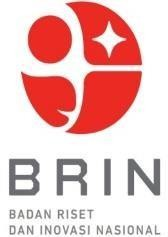 BRIN
BADAN RISET
DAN INOVASI NASIONAL